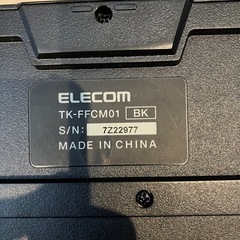 ELECOM
TK-FFCM01 BK
S/N: 7Z22977
MADE IN CHINA